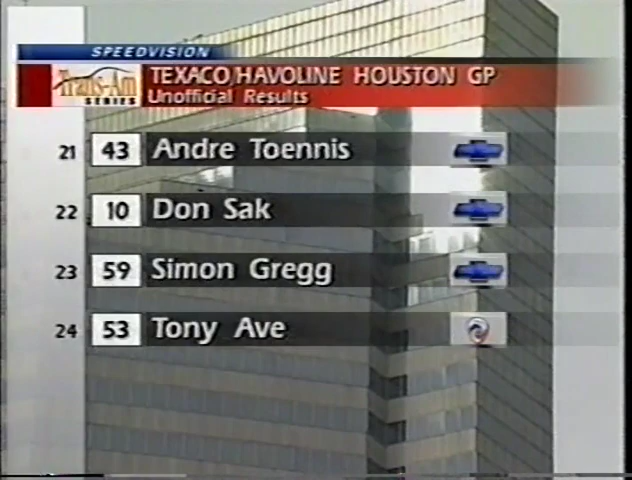 SPEEDVISION
Trans-Am SERIES
TEXACO/HAVOLINE HOUSTON GP
Unofficial Results
21 43 Andre Toennis
22 10 Don Sak
23 59 Simon Gregg
24 53 Tony Ave